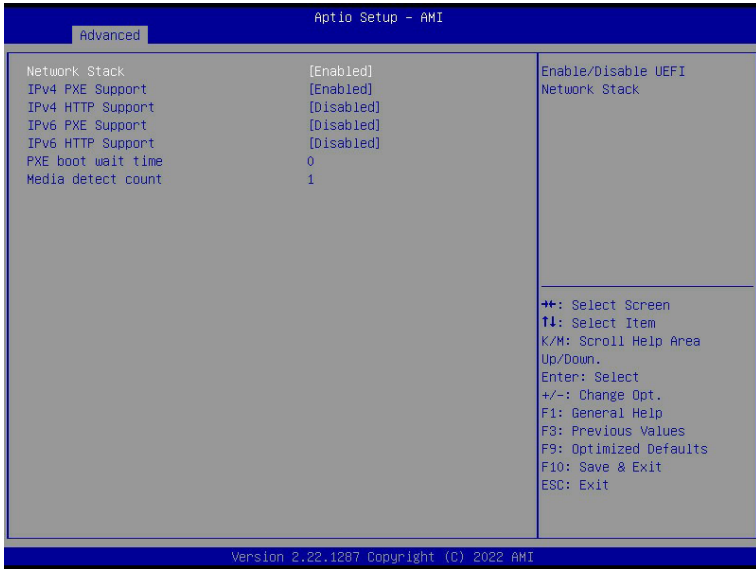 Aptio Setup – AMI
Advanced
Network Stack [Enabled]
IPv4 PXE Support [Enabled]
IPv4 HTTP Support [Disabled]
IPv6 PXE Support [Disabled]
IPv6 HTTP Support [Disabled]
PXE boot wait time 0
Media detect count 1
Enable/Disable UEFI
Network Stack
→←: Select Screen
↑↓: Select Item
K/M: Scroll Help Area
Up/Down.
Enter: Select
+/-: Change Opt.
F1: General Help
F3: Previous Values
F9: Optimized Defaults
F10: Save & Exit
ESC: Exit
Version 2.22.1287 Copyright (C) 2022 AMI